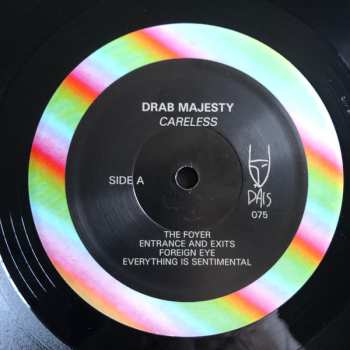 DRAB MAJESTY
CARELESS
SIDE A
DAIS
075
THE FOYER
ENTRANCE AND EXITS
FOREIGN EYE
EVERYTHING IS SENTIMENTAL